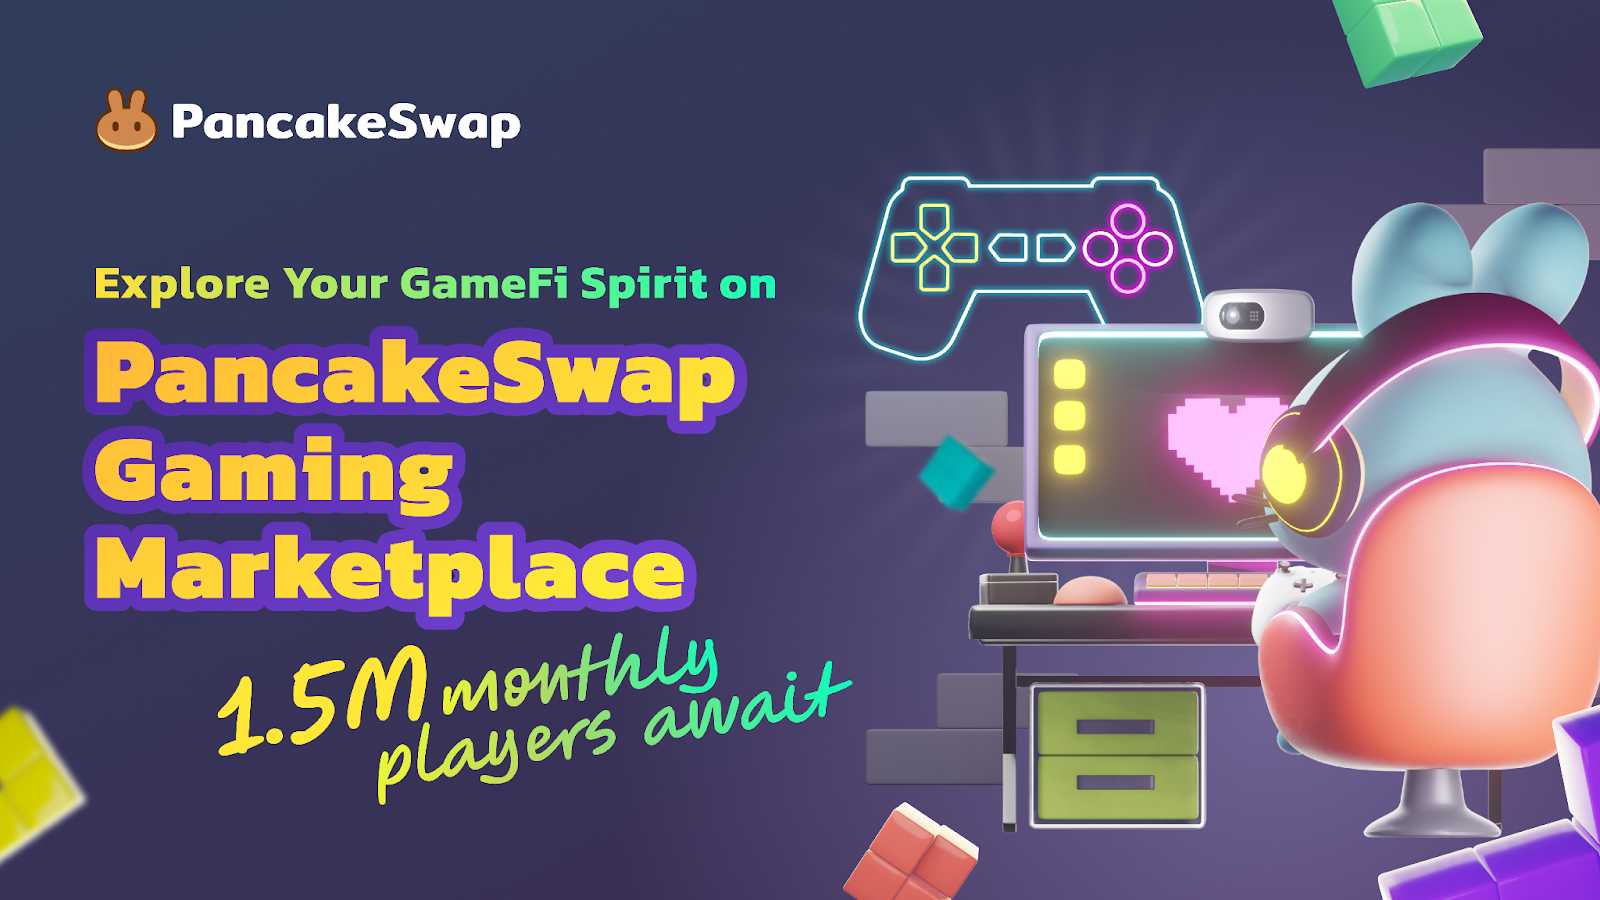 PancakeSwap
Explore Your GameFi Spirit on
PancakeSwap
Gaming
Marketplace
1.5M monthly
players await